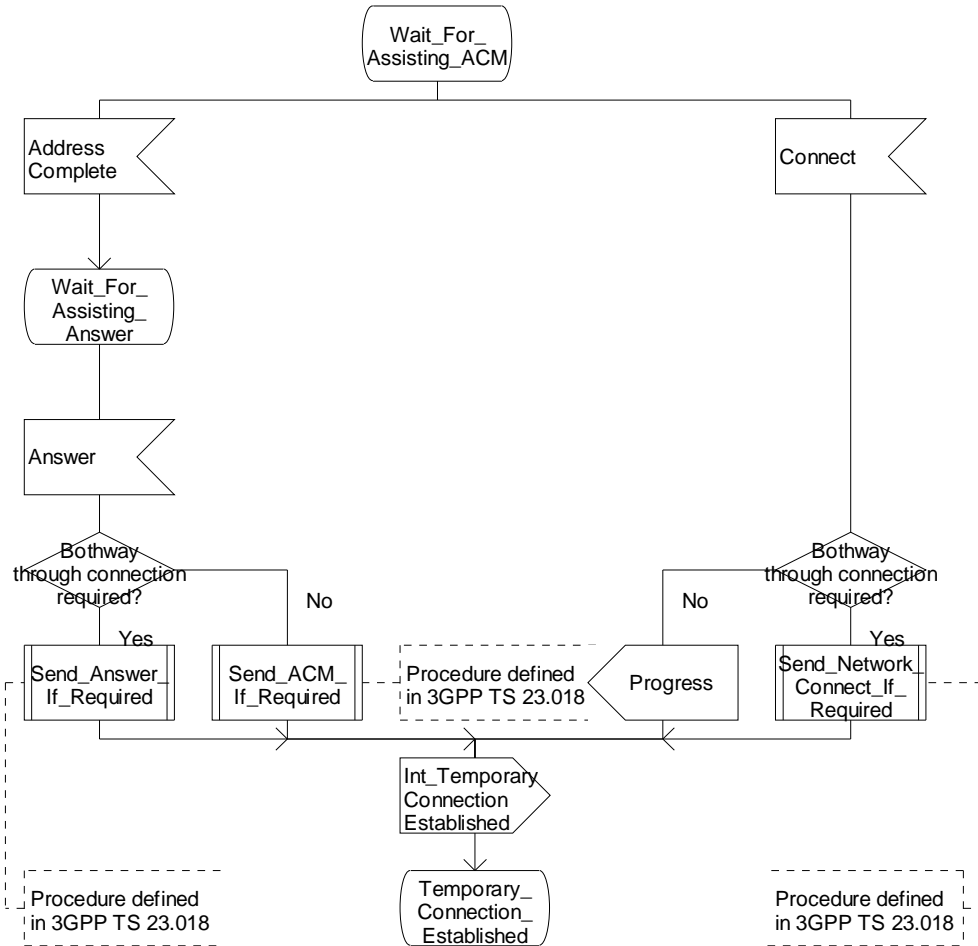 Wait_For_
Assisting_ACM
Address
Complete
Connect
Wait_For_
Assisting_
Answer
Answer
Bothway
through connection
required?
Bothway
through connection
required?
No
No
Yes
Yes
Send_Answer_
If_Required
Send_ACM_
If_Required
Procedure defined
in 3GPP TS 23.018
Progress
Send_Network_
Connect_If_
Required
Int_Temporary
Connection
Established
Procedure defined
in 3GPP TS 23.018
Temporary_
Connection_
Established
Procedure defined
in 3GPP TS 23.018